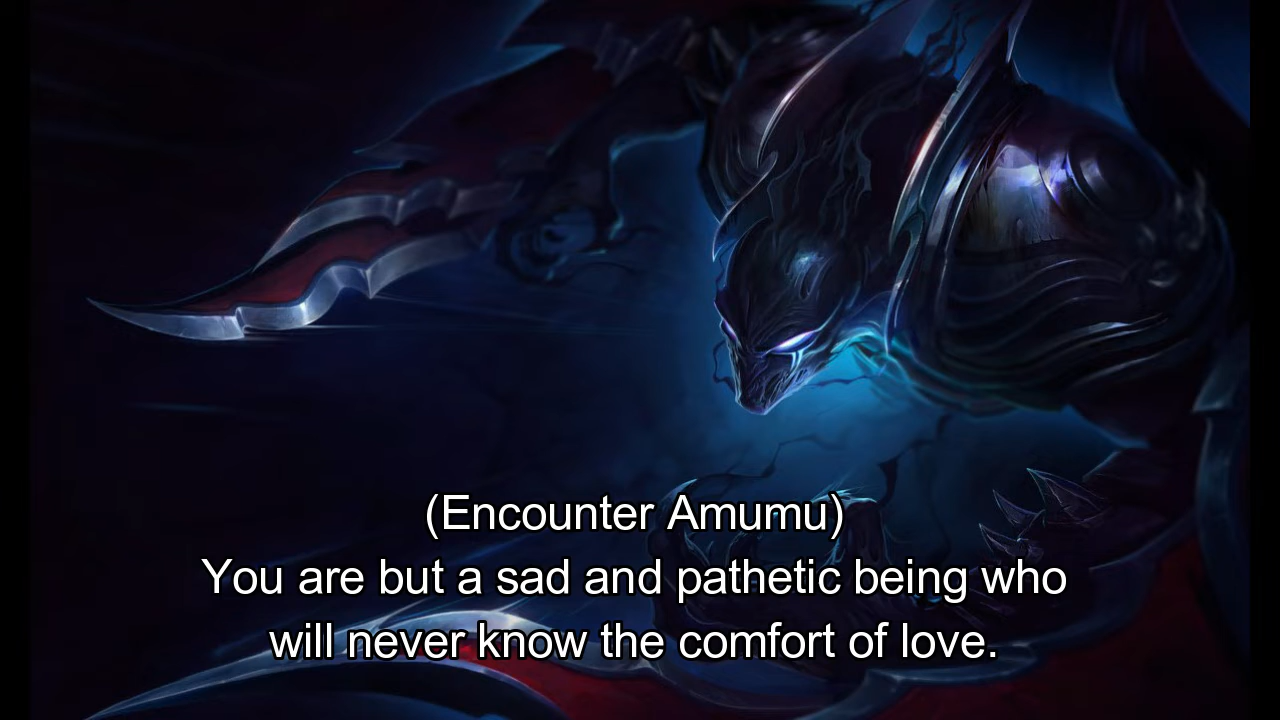 (Encounter Amumu)
You are but a sad and pathetic being who
will never know the comfort of love.